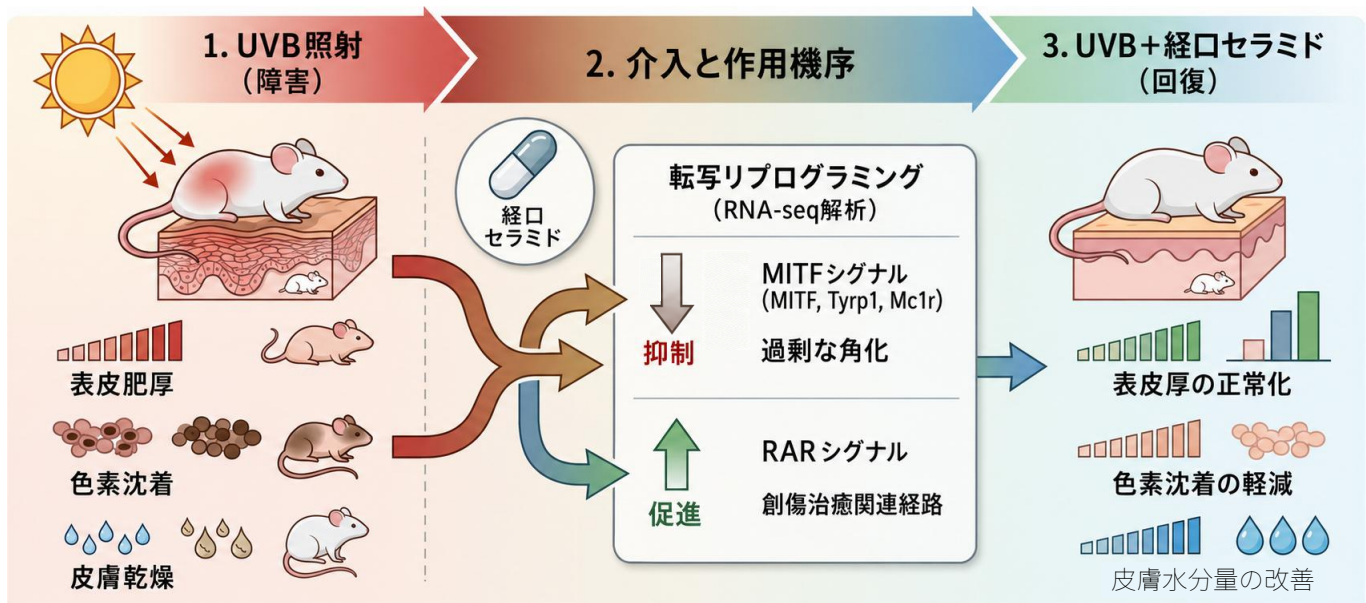 1. UVB照射
（障害）
2. 介入と作用機序
3. UVB＋経口セラミド
（回復）
経口
セラミド
転写リプログラミング
（RNA-seq解析）
MITFシグナル
(MITF, Tyrp1, Mc1r)
抑制
過剰な角化
RARシグナル
促進
創傷治癒関連経路
表皮肥厚
色素沈着
皮膚乾燥
表皮厚の正常化
色素沈着の軽減
皮膚水分量の改善